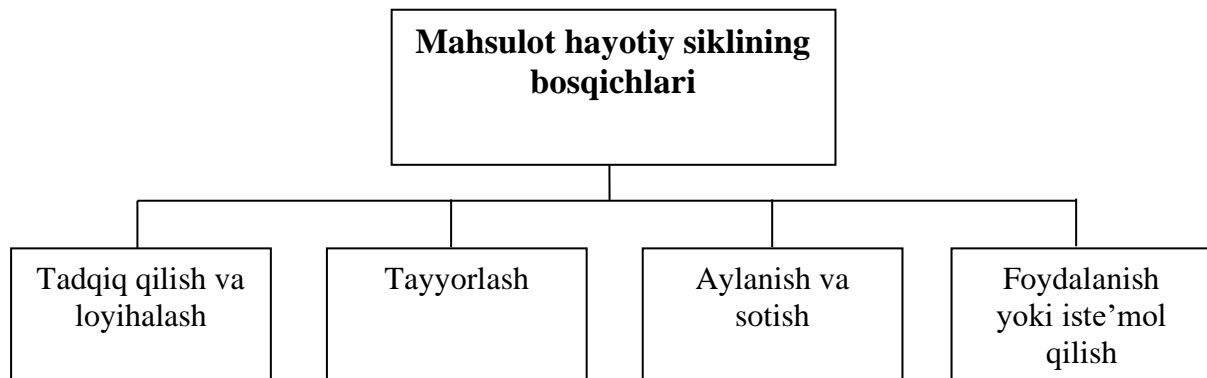 Mahsulot hayotiy siklining
bosqichlari
Tadqiq qilish va
loyihalash
Tayyorlash
Aylanish va
sotish
Foydalanish
yoki iste’mol
qilish